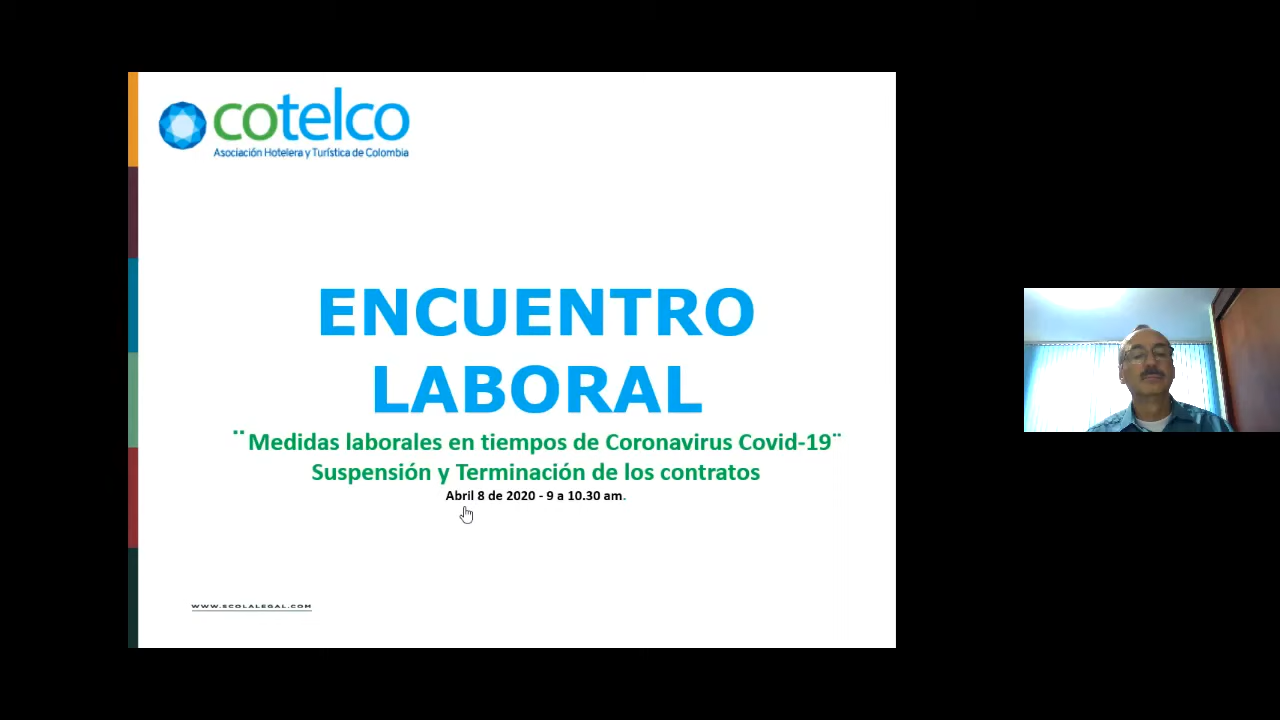 cotelco
Asociación Hotelera y Turística de Colombia
ENCUENTRO
LABORAL
¨Medidas laborales en tiempos de Coronavirus Covid-19¨
Suspensión y Terminación de los contratos
Abril 8 de 2020 - 9 a 10.30 am.
WWW.SCOLALEGAL.COM